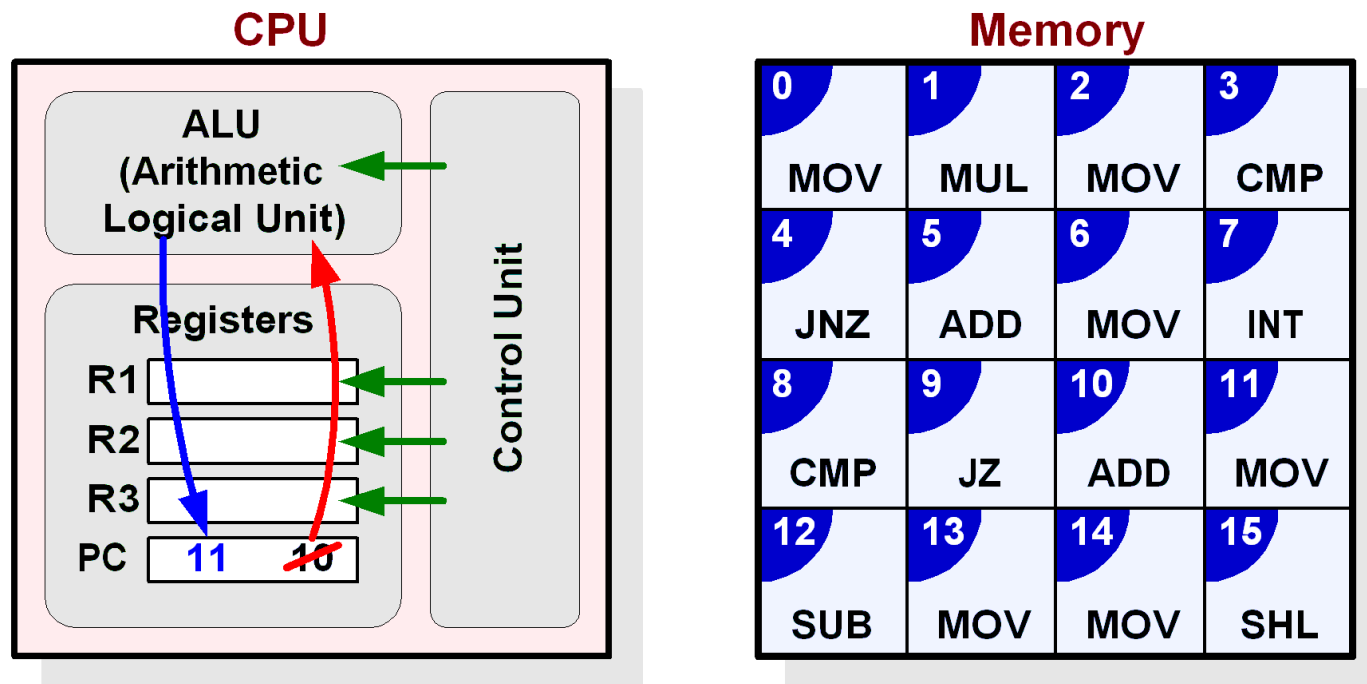 CPU
ALU
(Arithmetic
Logical Unit)
Registers
R1
R2
R3
PC 11 10
Control Unit
Memory
0 1 2 3
MOV MUL MOV CMP
4 5 6 7
JNZ ADD MOV INT
8 9 10 11
CMP JZ ADD MOV
12 13 14 15
SUB MOV MOV SHL